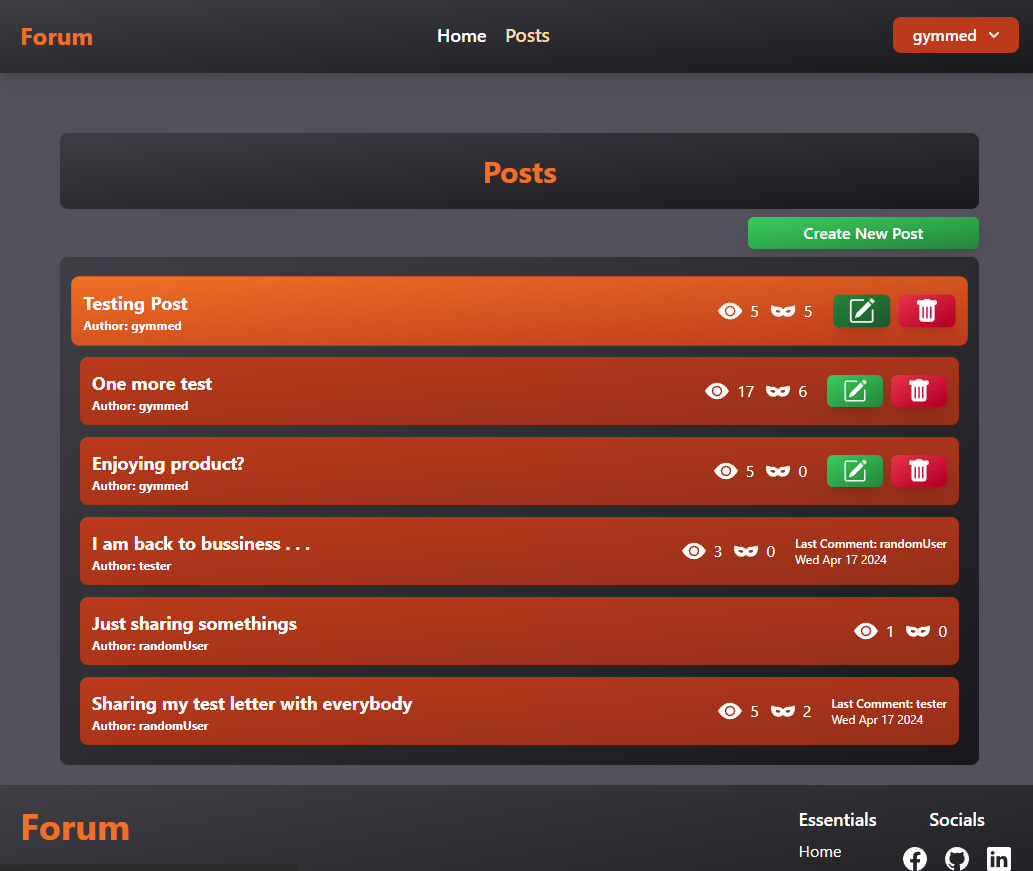 Forum
Home Posts
gymmed
Posts
Create New Post
Testing Post
Author: gymmed
5 5
One more test
Author: gymmed
17 6
Enjoying product?
Author: gymmed
5 0
I am back to bussiness . . .
Author: tester
3 0
Last Comment: randomUser
Wed Apr 17 2024
Just sharing somethings
Author: randomUser
1 0
Sharing my test letter with everybody
Author: randomUser
5 2
Last Comment: tester
Wed Apr 17 2024
Forum
Essentials
Home
Socials